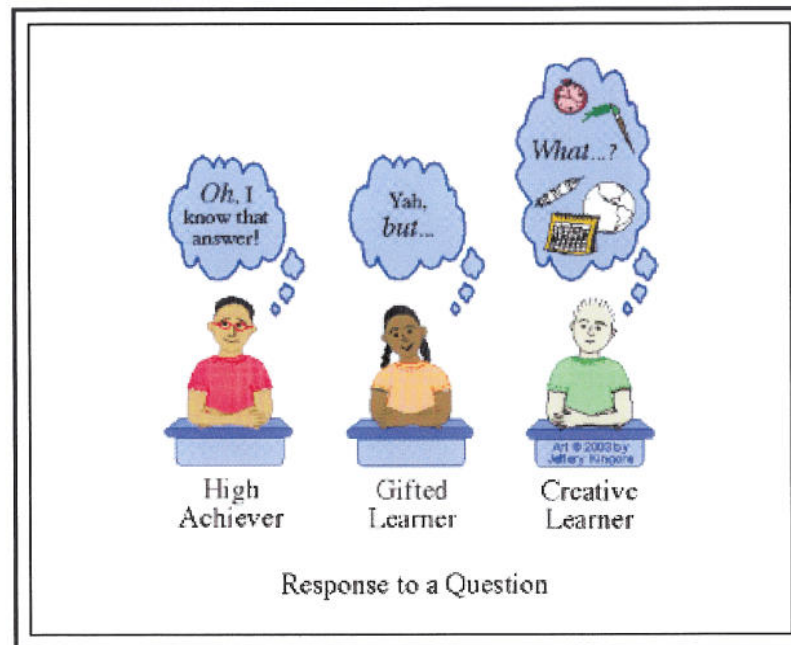 Oh, I
know that
answer!
Yah,
but...
What...?
Art © 2003 by
Jeffery Kingore
High
Achiever
Gifted
Learner
Creative
Learner
Response to a Question